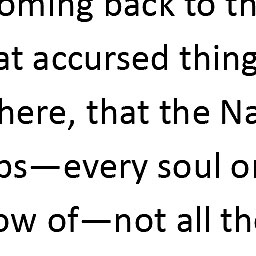 oming back to th
at accursed thing
here, that the Na
ps—every soul or
ow of—not all the